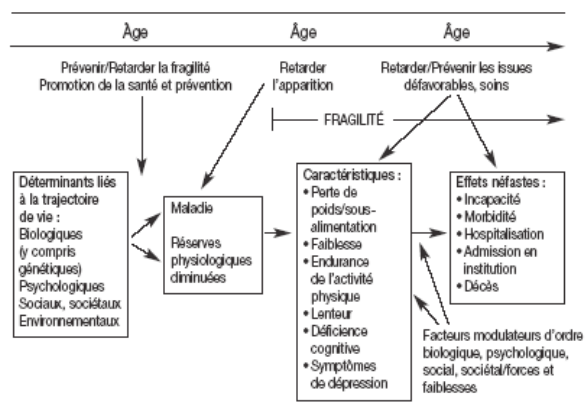 Âge Âge Âge
Prévenir/Retarder la fragilité
Promotion de la santé et prévention
Retarder
l'apparition
Retarder/Prévenir les issues
défavorables, soins
FRAGILITÉ
Déterminants liés
à la trajectoire
de vie :
Biologiques
(y compris
génétiques)
Psychologiques
Sociaux, sociétaux
Environnementaux
Maladie
Réserves
physiologiques
diminuées
Caractéristiques :
• Perte de
poids/sous-
alimentation
• Faiblesse
• Endurance
de l'activité
physique
• Lenteur
• Déficience
cognitive
• Symptômes
de dépression
Effets néfastes :
• Incapacité
• Morbidité
• Hospitalisation
• Admission en
institution
• Décès
Facteurs modulateurs d'ordre
biologique, psychologique,
social, sociétal/forces et
faiblesses